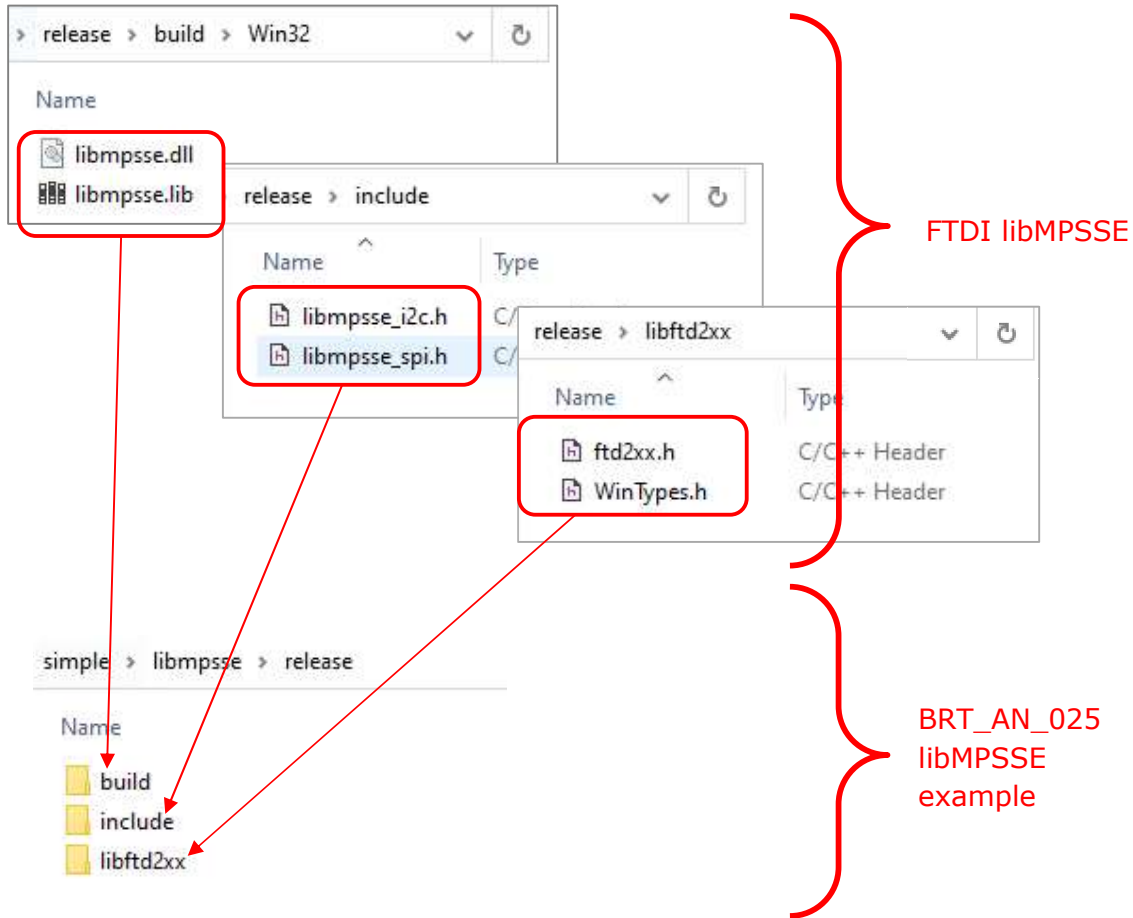 release > build > Win32
Name
libmpsse.dll
libmpsse.lib
release > include
Name Type
libmpsse_i2c.h C/
libmpsse_spi.h C/
release > libftd2xx
Name Type
ftd2xx.h C/C++ Header
WinTypes.h C/C++ Header
FTDI libMPSSE
simple > libmpsse > release
Name
build
include
libftd2xx
BRT_AN_025
libMPSSE
example